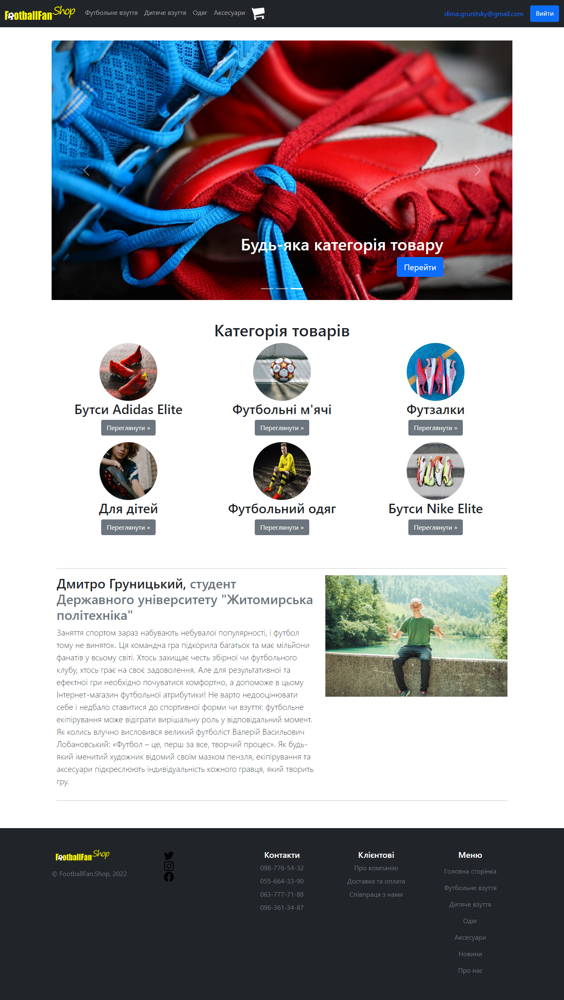 FootballFan.Shop
Футбольне взуття Дитяче взуття Одяг Аксесуари
dima.grunitsky@gmail.com Вийти
Будь-яка категорія товару
Перейти
Категорія товарів
Бутси Adidas Elite
Переглянути »
Футбольні м'ячі
Переглянути »
Футзалки
Переглянути »
Для дітей
Переглянути »
Футбольний одяг
Переглянути »
Бутси Nike Elite
Переглянути »
Дмитро Груницький, студент
Державного університету "Житомирська
політехніка"
Заняття спортом зараз набувають небувалої популярності, і футбол
тому не виняток. Ця командна гра підкорила багатьох та має мільйони
фанатів у всьому світі. Хтось захищає честь збірної чи футбольного
клубу, хтось грає на своє задоволення. Але для результативної та
ефектної гри необхідно почуватися комфортно, а допоможе в цьому
Інтернет-магазин футбольної атрибутики! Не варто недооцінювати
себе і недбало ставитися до спортивної форми чи взуття: футбольне
екіпірування може відіграти вирішальну роль у відповідальний момент.
Як колись влучно висловився великий футболіст Валерій Васильович
Лобановський: «Футбол – це, перш за все, творчий процес». Як будь-
який іменитий художник відомий своїм мазком пензля, екіпірування та
аксесуари підкреслюють індивідуальність кожного гравця, який творить
гру.
FootballFan.Shop
© FootballFan.Shop, 2022
Контакти
098-776-54-32
055-664-33-90
063-777-71-88
096-361-34-87
Клієнтові
Про компанію
Доставка та оплата
Співпраця з нами
Меню
Головна сторінка
Футбольне взуття
Дитяче взуття
Одяг
Аксесуари
Новини
Про нас